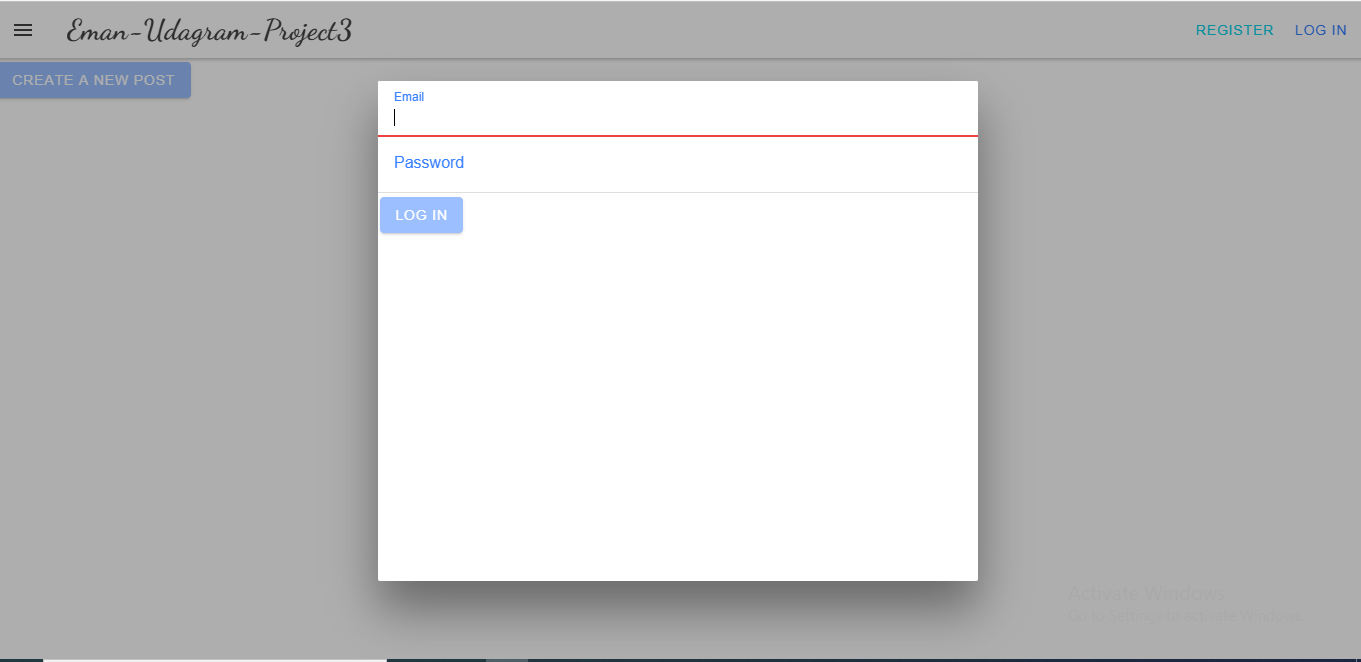 Eman-Udagram-Project3
REGISTER
LOG IN
CREATE A NEW POST
Email
Password
LOG IN
Activate Windows
Go to Settings to activate Windows.